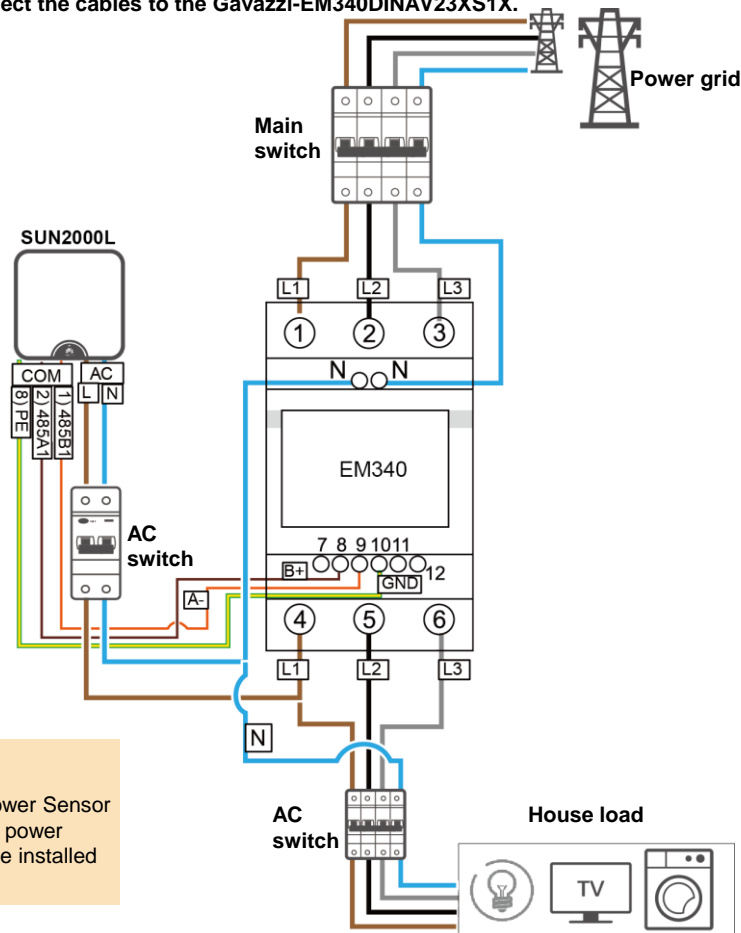 the cables to the Gavazzi-EM340DINAV23XS1X.
Power grid
Main
switch
SUN2000L
L1
L2
L3
1
2
3
N
N
COM
AC
L
N
8) PE
2) 485A1
1) 485B1
EM340
AC
switch
7 8 9 10 11
12
B+
GND
A-
4
5
6
L1
L2
L3
N
ower Sensor
power
e installed
AC
switch
House load
TV